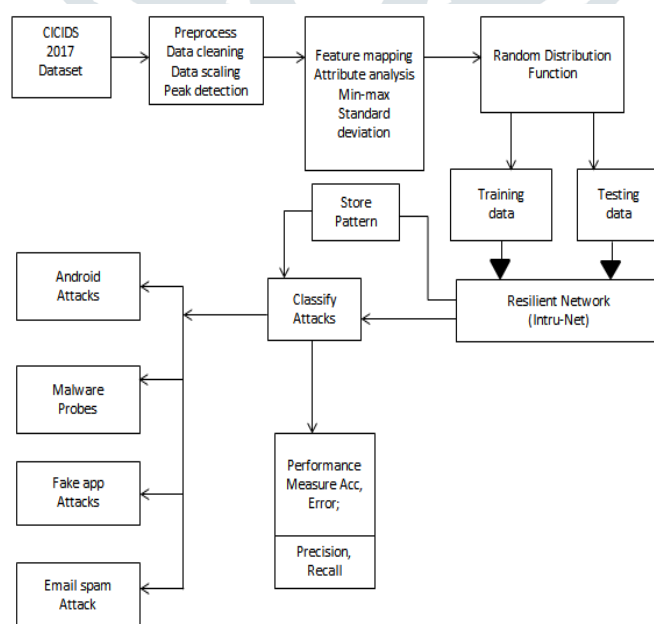 CICIDS
2017
Dataset
Preprocess
Data cleaning
Data scaling
Peak detection
Feature mapping
Attribute analysis
Min-max
Standard
deviation
Random Distribution
Function
Training
data
Testing
data
Store
Pattern
Resilient Network
(Intru-Net)
Classify
Attacks
Android
Attacks
Malware
Probes
Fake app
Attacks
Email spam
Attack
Performance
Measure Acc,
Error;
Precision,
Recall